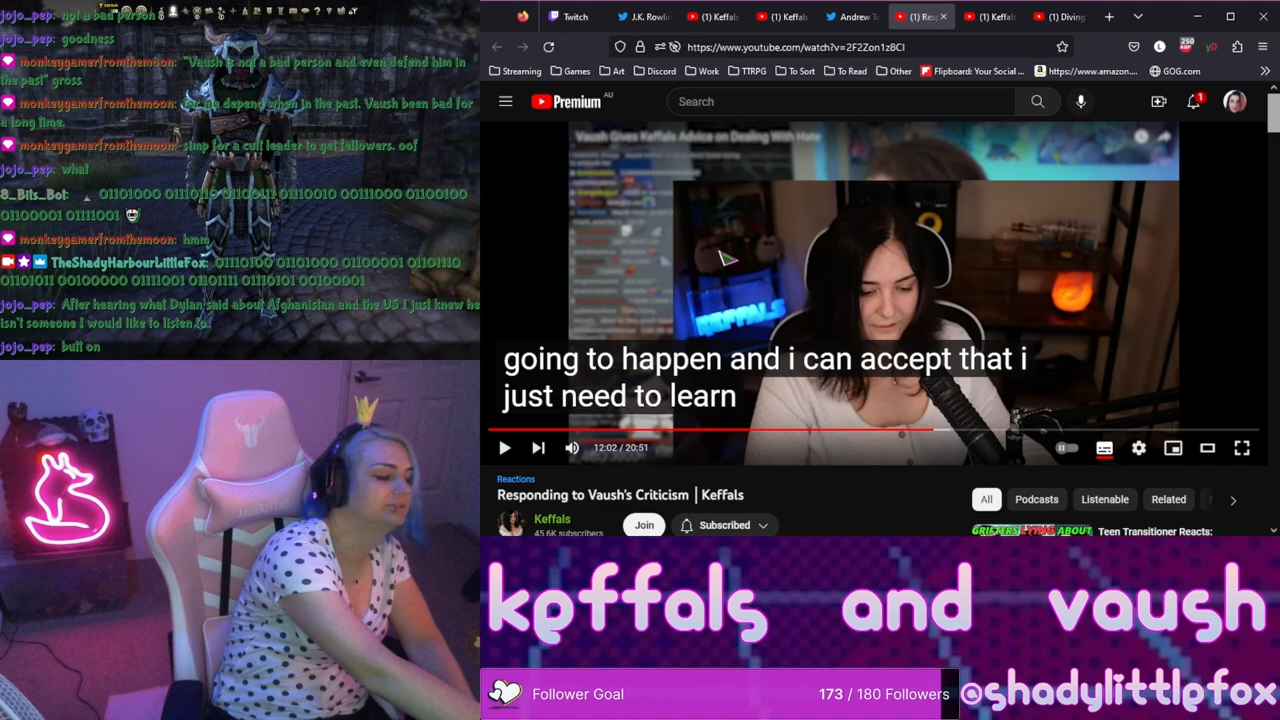 jojo_pep: not a bad person
jojo_pep: goodness
monkeygamerfromthemoon: "Vaush is not a bad person and even defend him in
the past" gross
monkeygamerfromthemoon: for me depend when in the past. Vaush been bad for
a long time.
monkeygamerfromthemoon: -simp for a cult leader to get fellowers. oof
jojo_pep: what
8_Bits_Bot: 01101000 01110110 01100111 01110010 00111000 01100100
01100001 01111001
monkeygamerfromthemoon: hmm
TheShadyHarbourLittleFox: 01110100 01101000 01100001 01101110
01101011 00100000 01111001 01101111 01110101 00100001
jojo_pep: After hearing what Dylan said about Afghanistan and the US I just knew he
isn't someone I would like to listen to.
jojo_pep: butt on
Twitch
J.K. Rowlin
(1) Keffals
(1) Keffals
Andrew T
(1) Res
(1) Keffals
(1) Diving
https://www.youtube.com/watch?v=2F2Zon1z8CI
250
Streaming
Games
Art
Discord
Work
TTRPG
To Sort
To Read
Other
Flipboard: Your Social ...
https://www.amazon....
GOG.com
Premium AU
Search
1
Vaush Gives Keffals Advice on Dealing With Hate
KEFFALS
going to happen and i can accept that i
just need to learn
12:02 / 20:51
Reactions
Responding to Vaush's Criticism | Keffals
All
Podcasts
Listenable
Related
Keffals
45.6K subscribers
Join
Subscribed
GRIFTERS LYING ABOUT
Teen Transitioner Reacts:
keffals and vaush
Follower Goal
173 / 180 Followers
@shadylittlefox